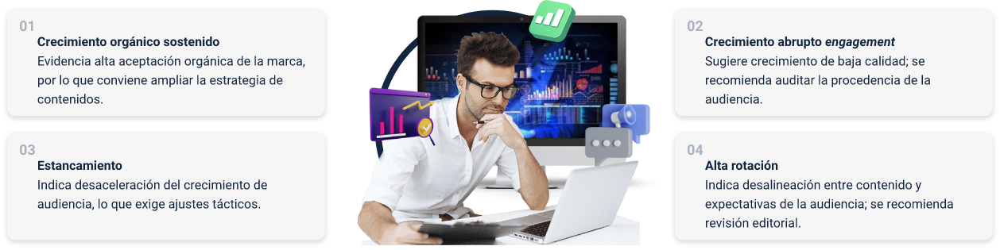 01
Crecimiento orgánico sostenido
Evidencia alta aceptación orgánica de la marca,
por lo que conviene ampliar la estrategia de
contenidos.
02
Crecimiento abrupto engagement
Sugiere crecimiento de baja calidad; se
recomienda auditar la procedencia de la
audiencia.
03
Estancamiento
Indica desaceleración del crecimiento de
audiencia, lo que exige ajustes tácticos.
04
Alta rotación
Indica desalineación entre contenido y
expectativas de la audiencia; se recomienda
revisión editorial.